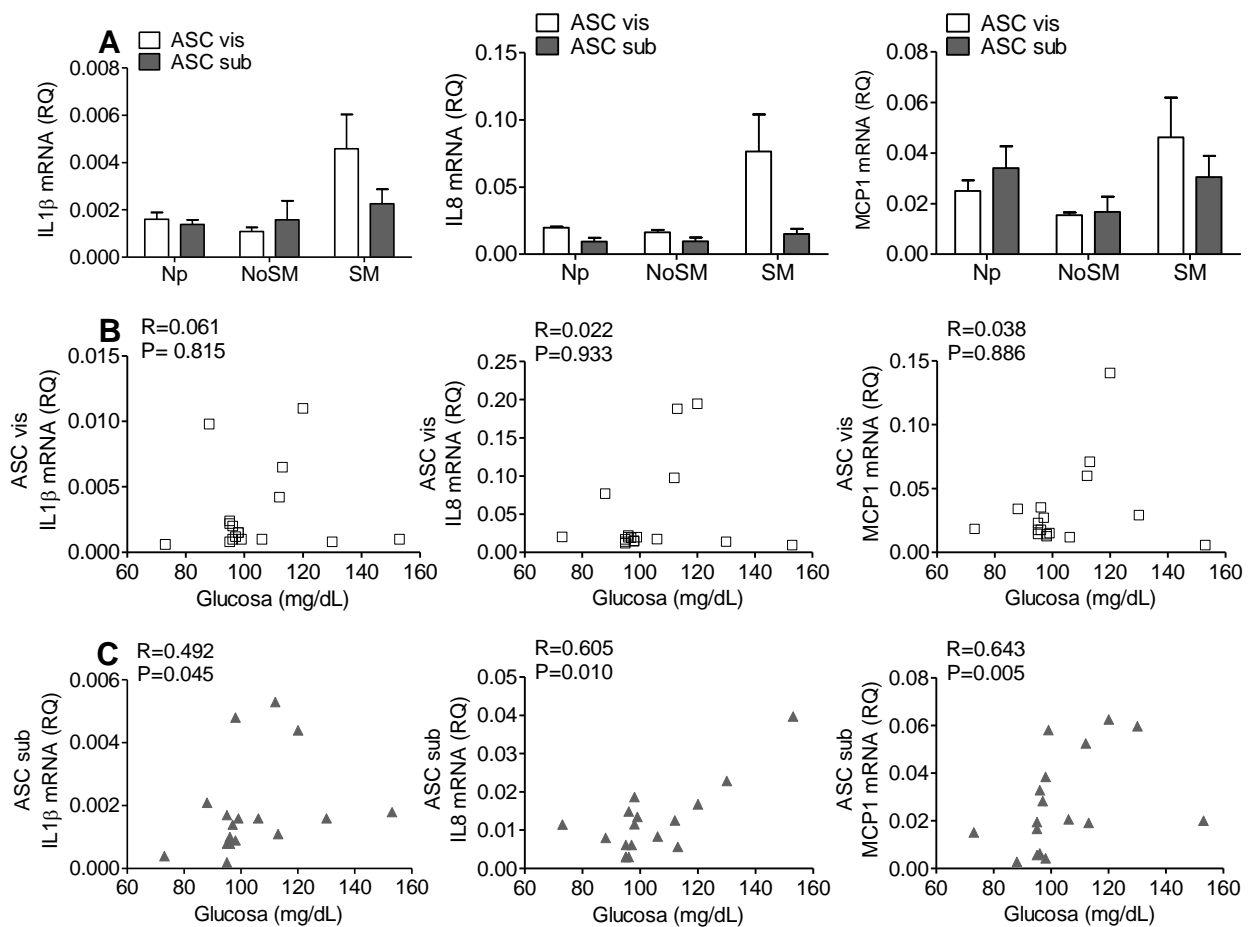 A
ASC vis
ASC sub
IL1β mRNA (RQ)
0.008
0.006
0.004
0.002
0.000
Np NoSM SM
ASC vis
ASC sub
IL8 mRNA (RQ)
0.15
0.10
0.05
0.00
Np NoSM SM
ASC vis
ASC sub
MCP1 mRNA (RQ)
0.08
0.06
0.04
0.02
0.00
Np NoSM SM
B
R=0.061
P= 0.815
ASC vis
IL1β mRNA (RQ)
0.015
0.010
0.005
0.000
60 80 100 120 140 160
Glucosa (mg/dL)
R=0.022
P=0.933
ASC vis
IL8 mRNA (RQ)
0.25
0.20
0.15
0.10
0.05
0.00
60 80 100 120 140 160
Glucosa (mg/dL)
R=0.038
P=0.886
ASC vis
MCP1 mRNA (RQ)
0.15
0.10
0.05
0.00
60 80 100 120 140 160
Glucosa (mg/dL)
C
R=0.492
P=0.045
ASC sub
IL1β mRNA (RQ)
0.006
0.004
0.002
0.000
60 80 100 120 140 160
Glucosa (mg/dL)
R=0.605
P=0.010
ASC sub
IL8 mRNA (RQ)
0.05
0.04
0.03
0.02
0.01
0.00
60 80 100 120 140 160
Glucosa (mg/dL)
R=0.643
P=0.005
ASC sub
MCP1 mRNA (RQ)
0.08
0.06
0.04
0.02
0.00
60 80 100 120 140 160
Glucosa (mg/dL)